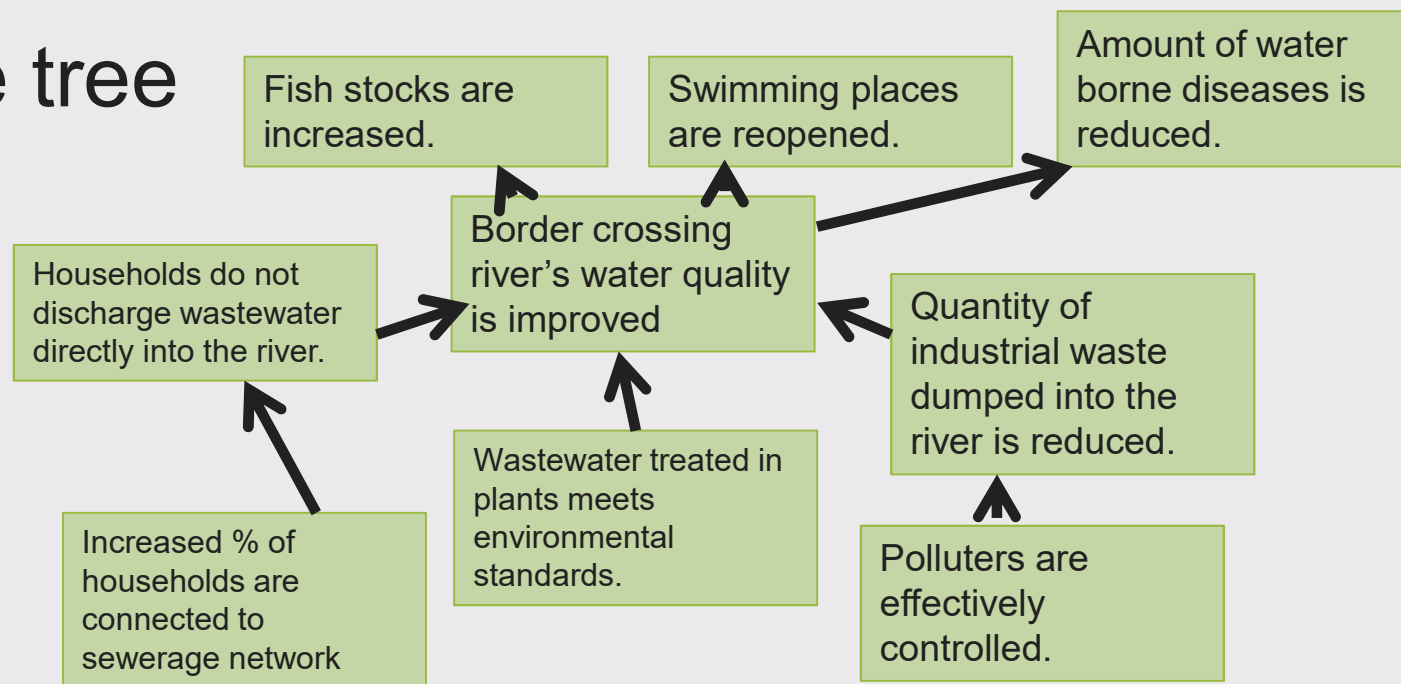 e tree
Fish stocks are
increased.
Swimming places
are reopened.
Amount of water
borne diseases is
reduced.
Border crossing
river’s water quality
is improved
Households do not
discharge wastewater
directly into the river.
Quantity of
industrial waste
dumped into the
river is reduced.
Wastewater treated in
plants meets
environmental
standards.
Increased % of
households are
connected to
sewerage network
Polluters are
effectively
controlled.